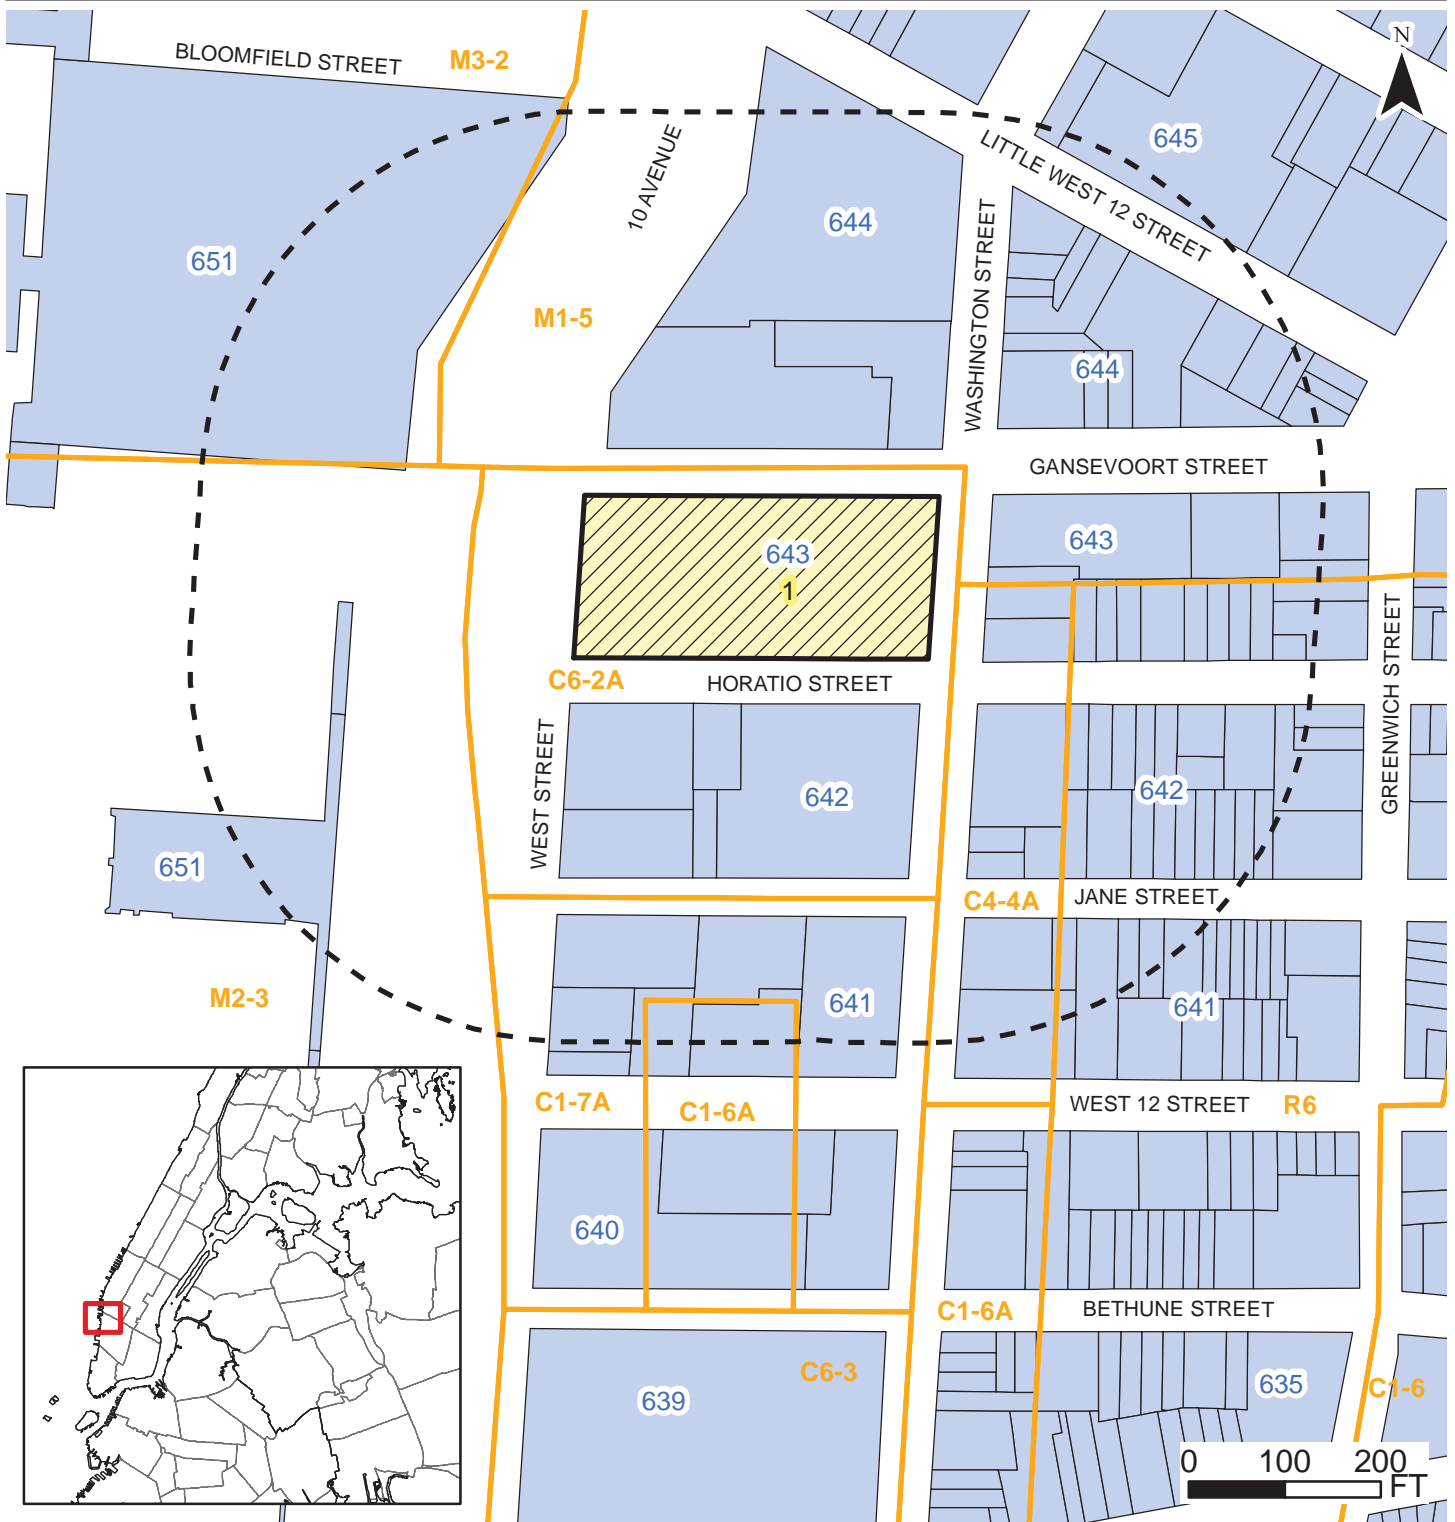 BLOOMFIELD STREET
M3-2
N
10 AVENUE
645
LITTLE WEST 12 STREET
644
651
WASHINGTON STREET
M1-5
644
GANSEVOORT STREET
643
643
1
C6-2A
HORATIO STREET
GREENWICH STREET
WEST STREET
642
642
651
C4-4A
JANE STREET
M2-3
641
641
C1-7A
C1-6A
WEST 12 STREET
R6
640
C1-6A
BETHUNE STREET
C6-3
639
635
C1-6
0 100 200
FT